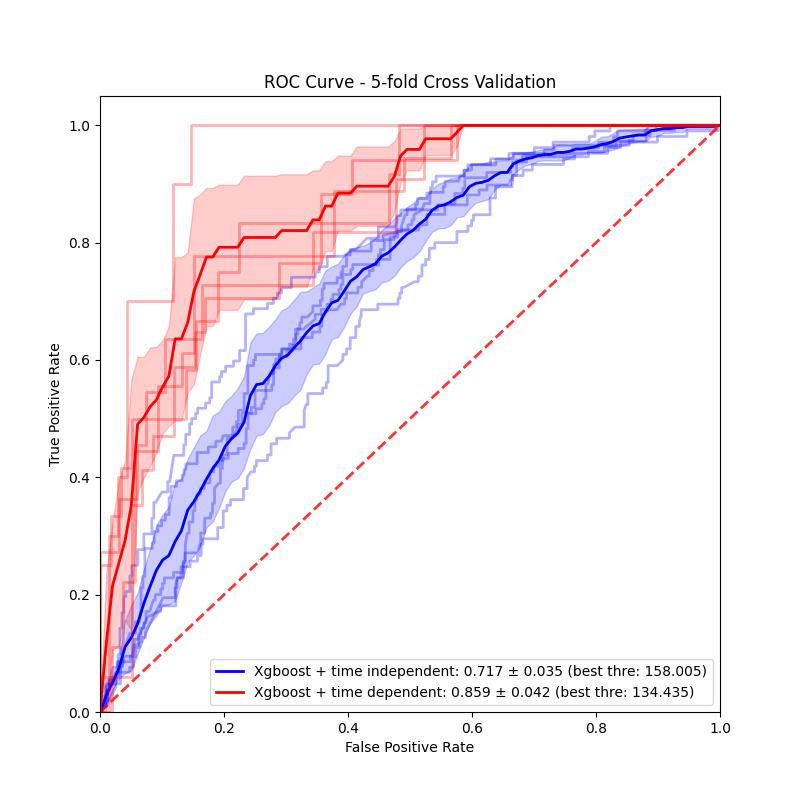 ROC Curve - 5-fold Cross Validation
True Positive Rate
1.0
0.8
0.6
0.4
0.2
0.0
Xgboost + time independent: 0.717 ± 0.035 (best thre: 158.005)
Xgboost + time dependent: 0.859 ± 0.042 (best thre: 134.435)
0.0 0.2 0.4 0.6 0.8 1.0
False Positive Rate